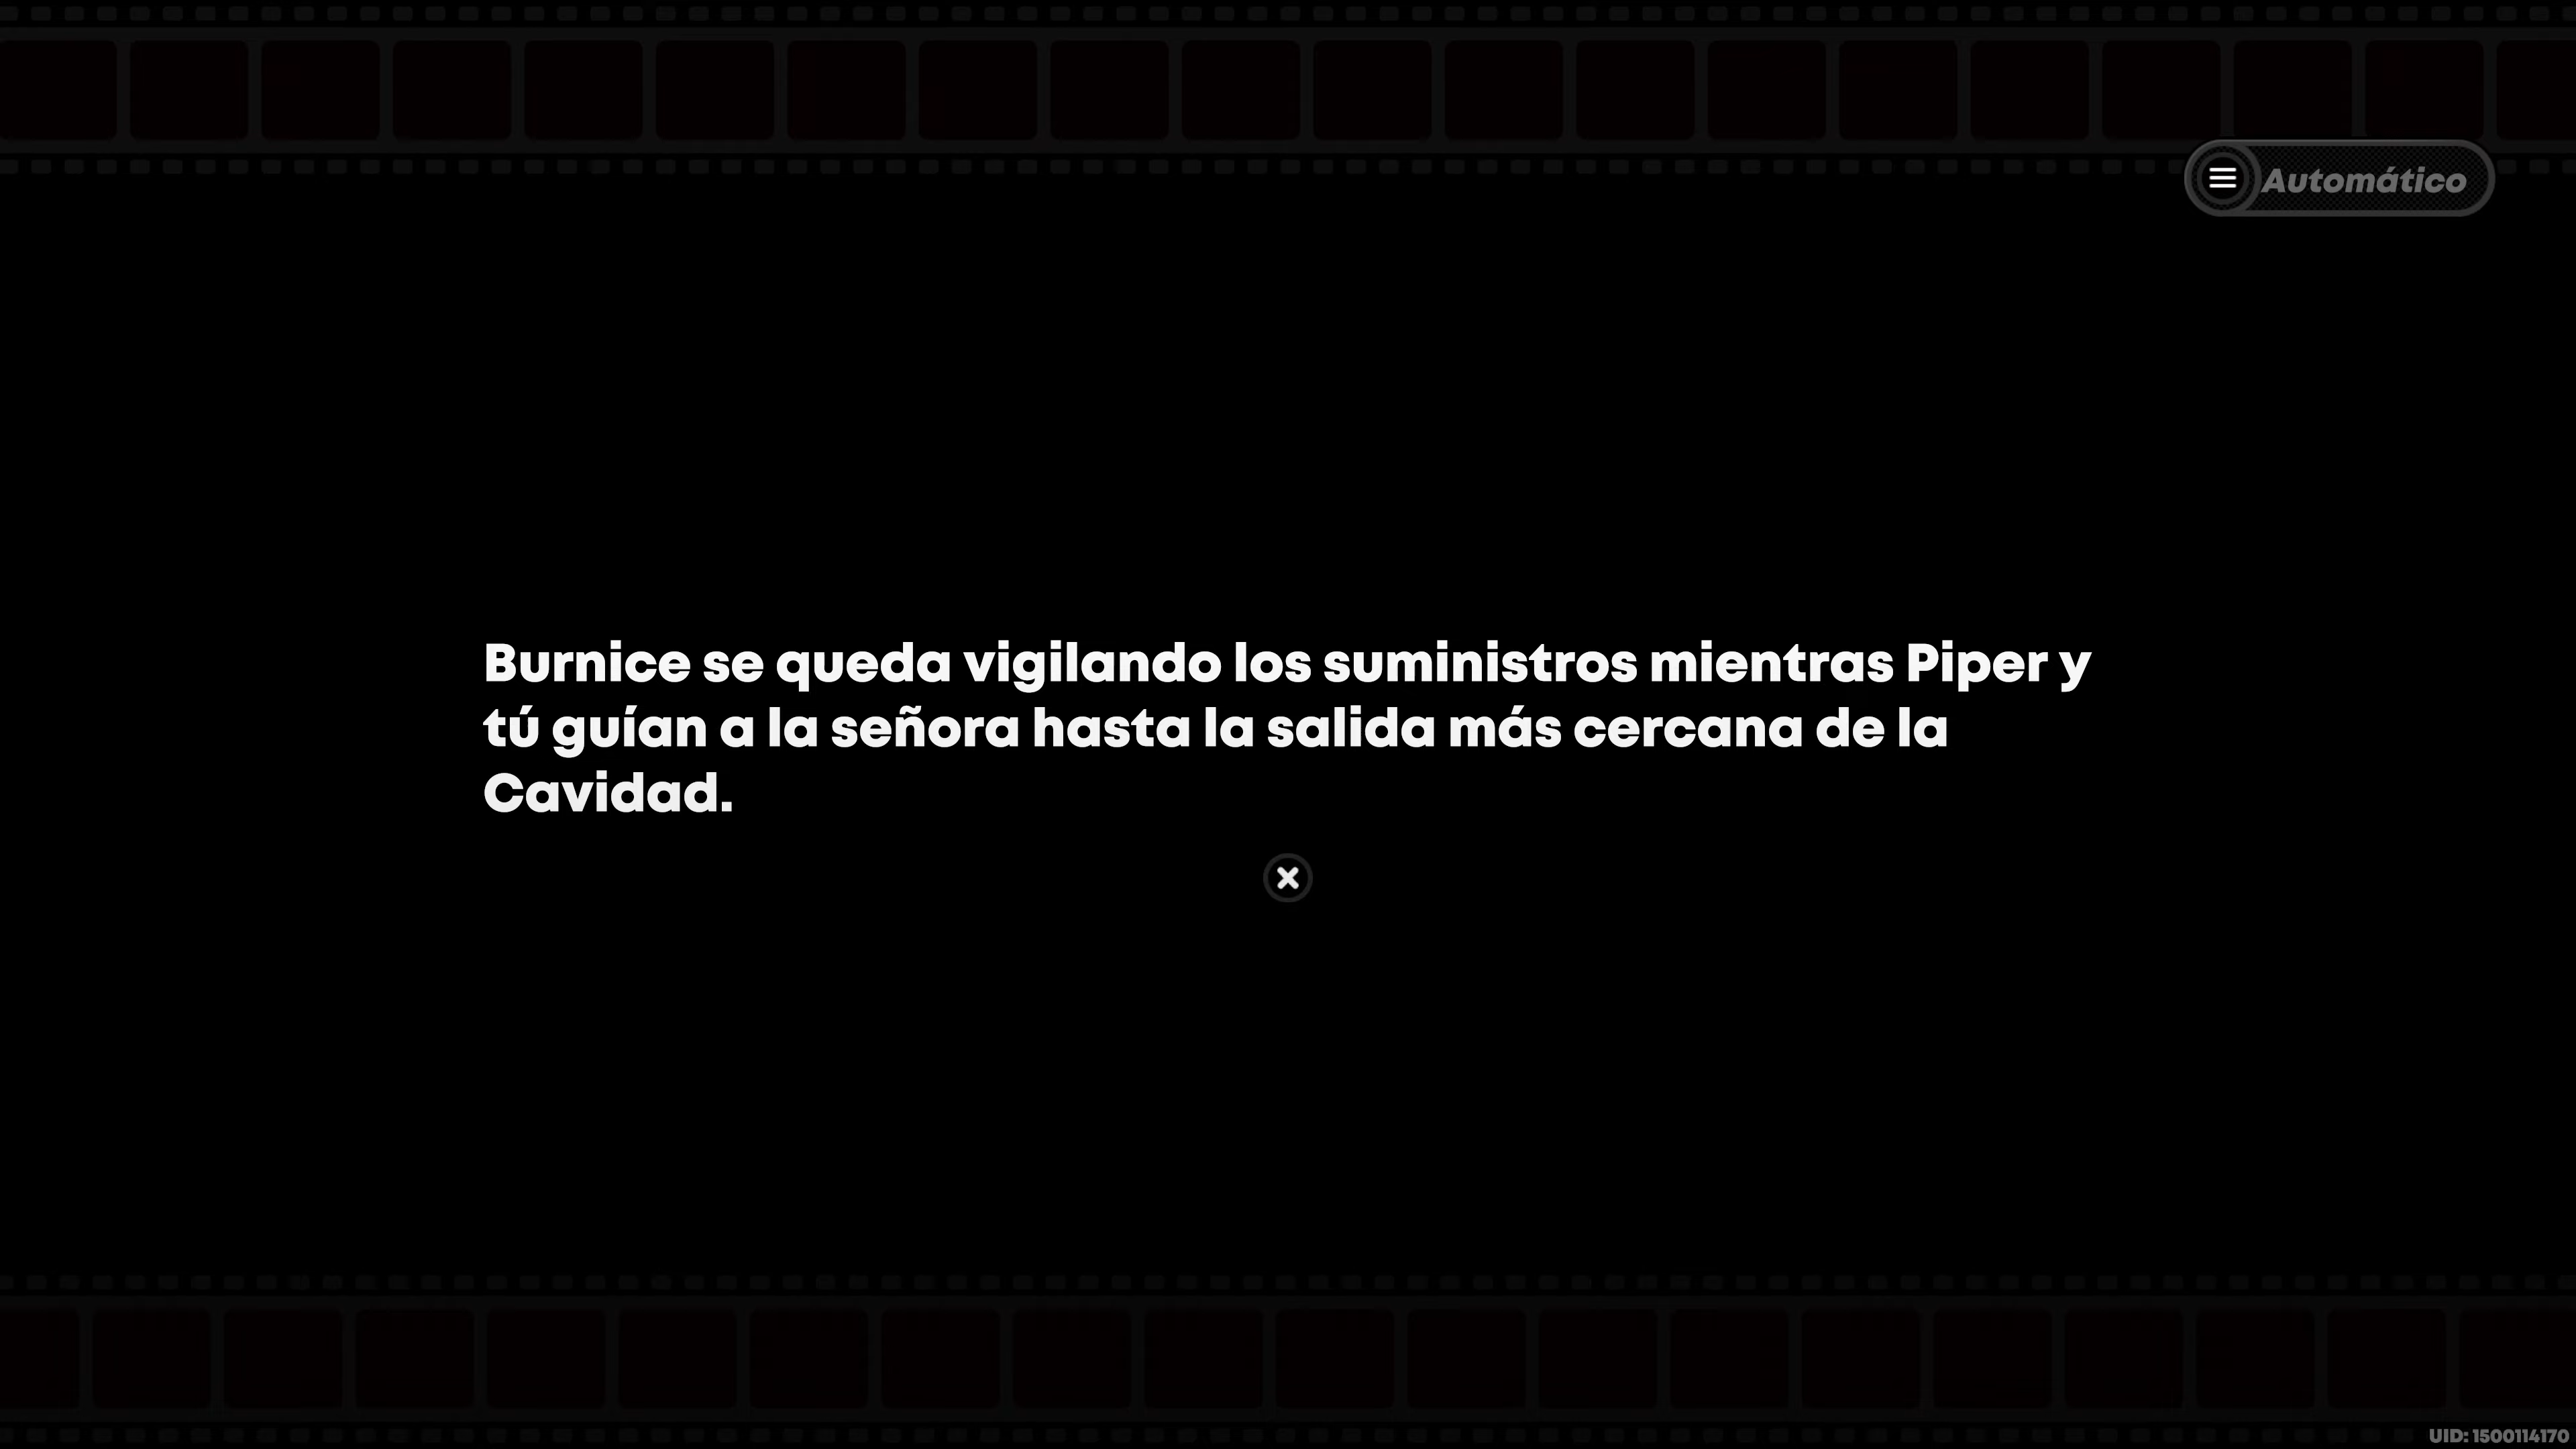 Automático
Burnice se queda vigilando los suministros mientras Piper y
tú guían a la señora hasta la salida más cercana de la
Cavidad.
UID: 1500114170